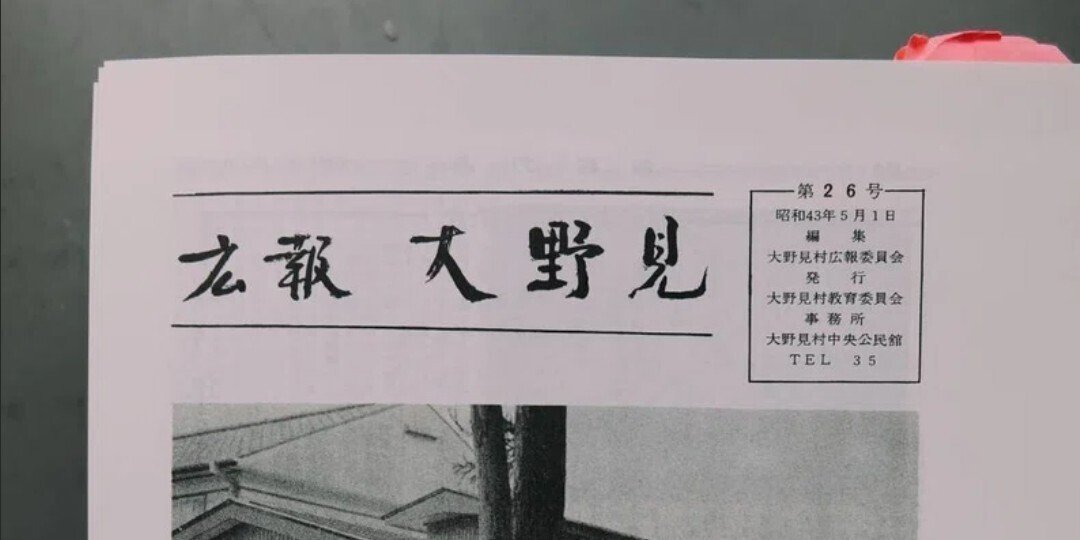 広報 大野見
第26号
昭和43年5月1日
編集
大野見村広報委員会
発行
大野見村教育委員会
事務所
大野見村中央公民館
TEL 35